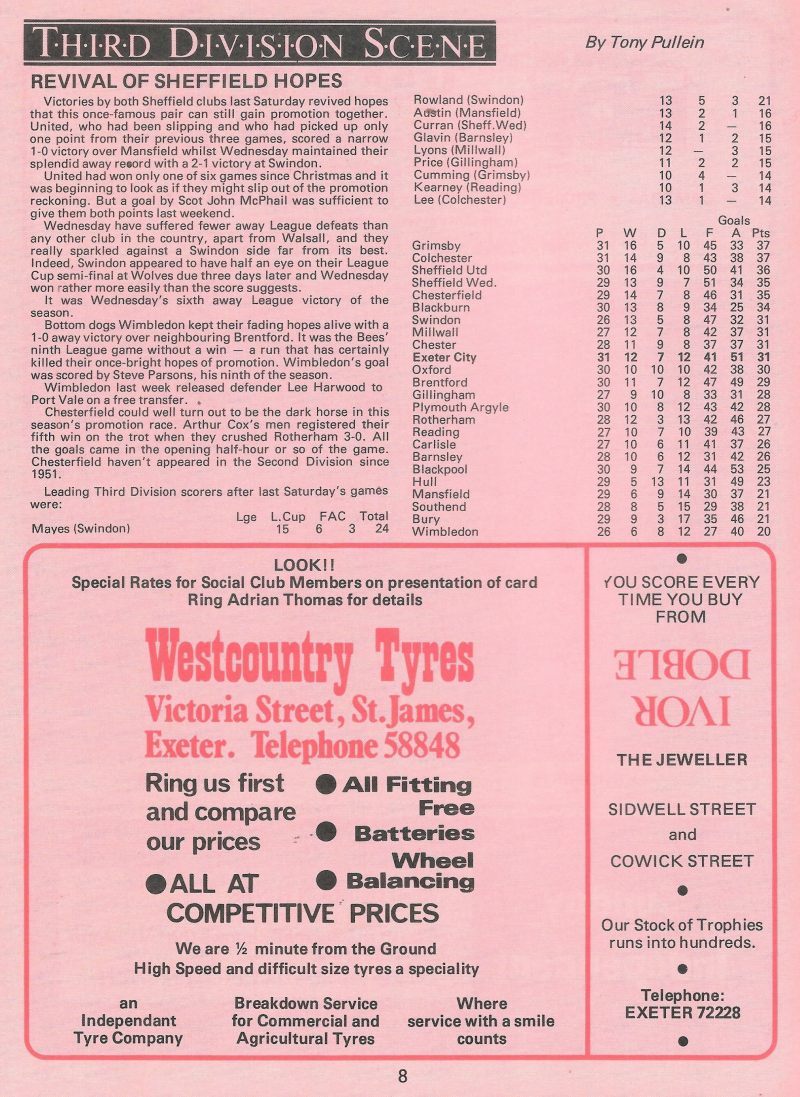 T·H·I·R·D D·I·V·I·S·I·O·N S·C·E·N·E
By Tony Pullein
REVIVAL OF SHEFFIELD HOPES
Victories by both Sheffield clubs last Saturday revived hopes
that this once-famous pair can still gain promotion together.
United, who had been slipping and who had picked up only
one point from their previous three games, scored a narrow
1-0 victory over Mansfield whilst Wednesday maintained their
splendid away record with a 2-1 victory at Swindon.
United had won only one of six games since Christmas and it
was beginning to look as if they might slip out of the promotion
reckoning. But a goal by Scot John McPhail was sufficient to
give them both points last weekend.
Wednesday have suffered fewer away League defeats than
any other club in the country, apart from Walsall, and they
really sparkled against a Swindon side far from its best.
Indeed, Swindon appeared to have half an eye on their League
Cup semi-final at Wolves due three days later and Wednesday
won rather more easily than the score suggests.
It was Wednesday's sixth away League victory of the
season.
Bottom dogs Wimbledon kept their fading hopes alive with a
1-0 away victory over neighbouring Brentford. It was the Bees'
ninth League game without a win — a run that has certainly
killed their once-bright hopes of promotion. Wimbledon's goal
was scored by Steve Parsons, his ninth of the season.
Wimbledon last week released defender Lee Harwood to
Port Vale on a free transfer.
Chesterfield could well turn out to be the dark horse in this
season's promotion race. Arthur Cox's men registered their
fifth win on the trot when they crushed Rotherham 3-0. All
the goals came in the opening half-hour or so of the game.
Chesterfield haven't appeared in the Second Division since
1951.
Leading Third Division scorers after last Saturday's games
were:
Lge L.Cup FAC Total
Mayes (Swindon) 15 6 3 24
Rowland (Swindon) 13 5 3 21
Austin (Mansfield) 13 2 1 16
Curran (Sheff.Wed) 14 2 — 16
Glavin (Barnsley) 12 1 2 15
Lyons (Millwall) 12 — 3 15
Price (Gillingham) 11 2 2 15
Cumming (Grimsby) 10 4 — 14
Kearney (Reading) 10 1 3 14
Lee (Colchester) 13 1 — 14
Goals
P W D L F A Pts
Grimsby 31 16 5 10 45 33 37
Colchester 31 14 9 8 43 38 37
Sheffield Utd 30 16 4 10 50 41 36
Sheffield Wed. 29 13 9 7 51 34 35
Chesterfield 29 14 7 8 46 31 35
Blackburn 30 13 8 9 34 25 34
Swindon 26 13 5 8 47 32 31
Millwall 27 12 7 8 42 37 31
Chester 28 11 9 8 37 37 31
Exeter City 31 12 7 12 41 51 31
Oxford 30 10 10 10 42 38 30
Brentford 30 11 7 12 47 49 29
Gillingham 27 9 10 8 33 31 28
Plymouth Argyle 30 10 8 12 43 42 28
Rotherham 28 12 3 13 42 46 27
Reading 27 10 7 10 39 43 27
Carlisle 27 10 6 11 41 37 26
Barnsley 28 10 6 12 31 42 26
Blackpool 30 9 7 14 44 53 25
Hull 29 5 13 11 31 49 23
Mansfield 29 6 9 14 30 37 21
Southend 28 8 5 15 29 38 21
Bury 29 9 3 17 35 46 21
Wimbledon 26 6 8 12 27 40 20
LOOK!!
Special Rates for Social Club Members on presentation of card
Ring Adrian Thomas for details
Westcountry Tyres
Victoria Street, St.James,
Exeter. Telephone 58848
Ring us first
and compare
our prices
● All Fitting
Free
● Batteries
Wheel
● Balancing
● ALL AT
COMPETITIVE PRICES
We are ½ minute from the Ground
High Speed and difficult size tyres a speciality
an
Independant
Tyre Company
Breakdown Service
for Commercial and
Agricultural Tyres
Where
service with a smile
counts
YOU SCORE EVERY
TIME YOU BUY
FROM
IVOR
DOBLE
THE JEWELLER
SIDWELL STREET
and
COWICK STREET
Our Stock of Trophies
runs into hundreds.
Telephone:
EXETER 72228
8